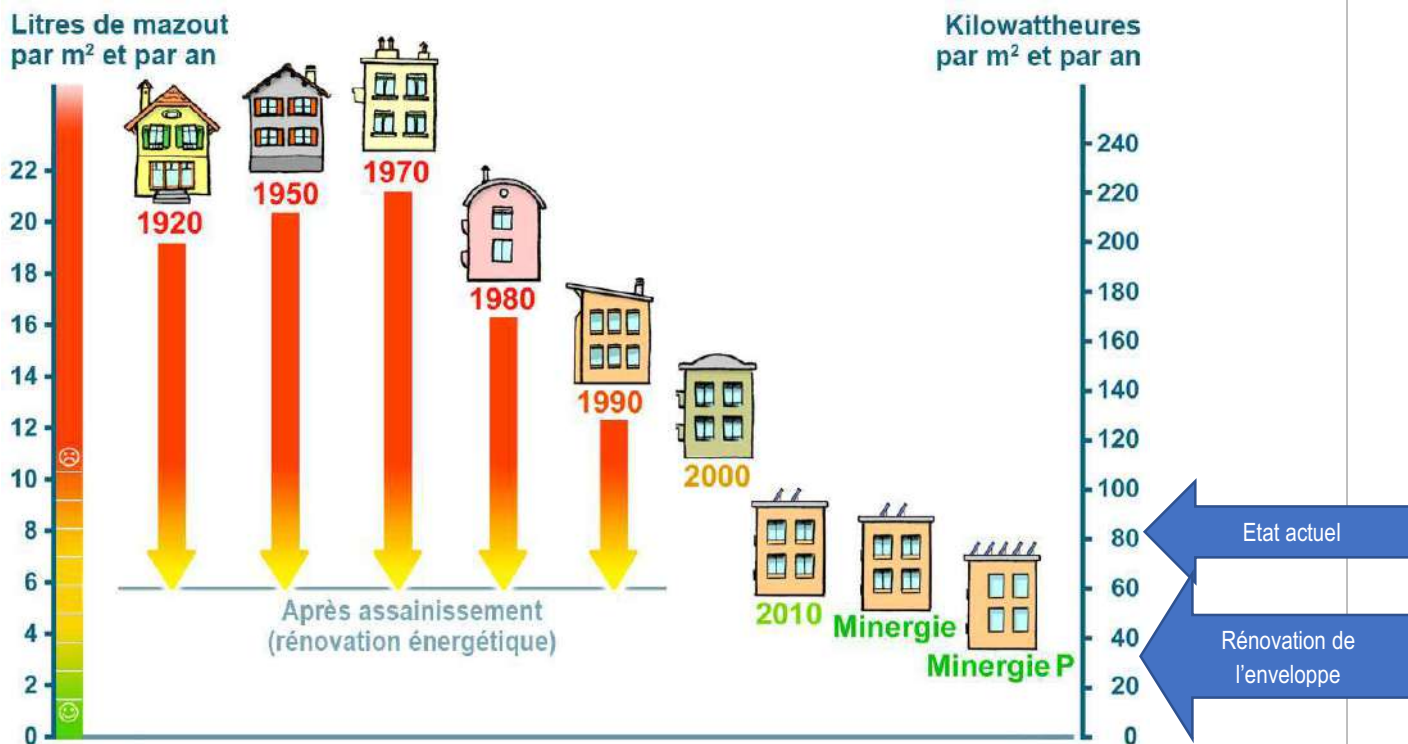 Litres de mazout
par m² et par an
Kilowattheures
par m² et par an
22
20
18
16
14
12
10
8
6
4
2
0
1920
1950
1970
1980
1990
2000
2010
Minergie
Minergie P
Après assainissement
(rénovation énergétique)
240
220
200
180
160
140
120
100
80
60
40
20
0
Etat actuel
Rénovation de
l’enveloppe